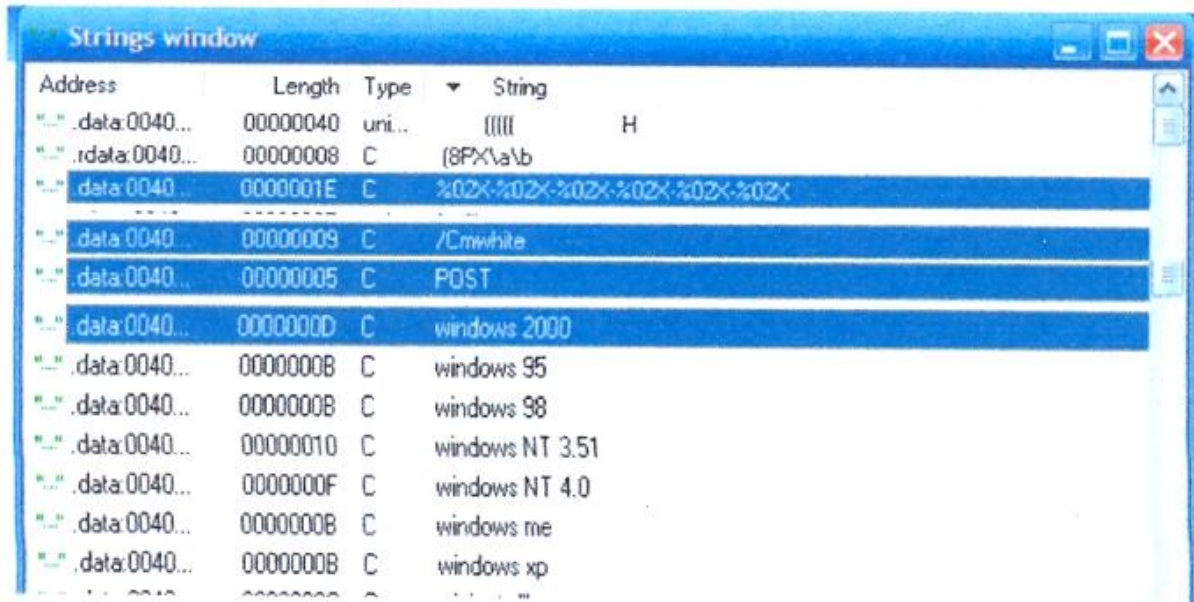 Strings window
Address Length Type String
.data:0040... 00000040 uni... (((((  H
.rdata:0040... 00000008 C (8PX\a\b
.data:0040... 0000001E C %02X-%02X-%02X-%02X-%02X-%02X
.data:0040... 00000009 C /Cmwhite
.data:0040... 00000005 C POST
.data:0040... 0000000D C windows 2000
.data:0040... 0000000B C windows 95
.data:0040... 0000000B C windows 98
.data:0040... 00000010 C windows NT 3.51
.data:0040... 0000000F C windows NT 4.0
.data:0040... 0000000B C windows me
.data:0040... 0000000B C windows xp